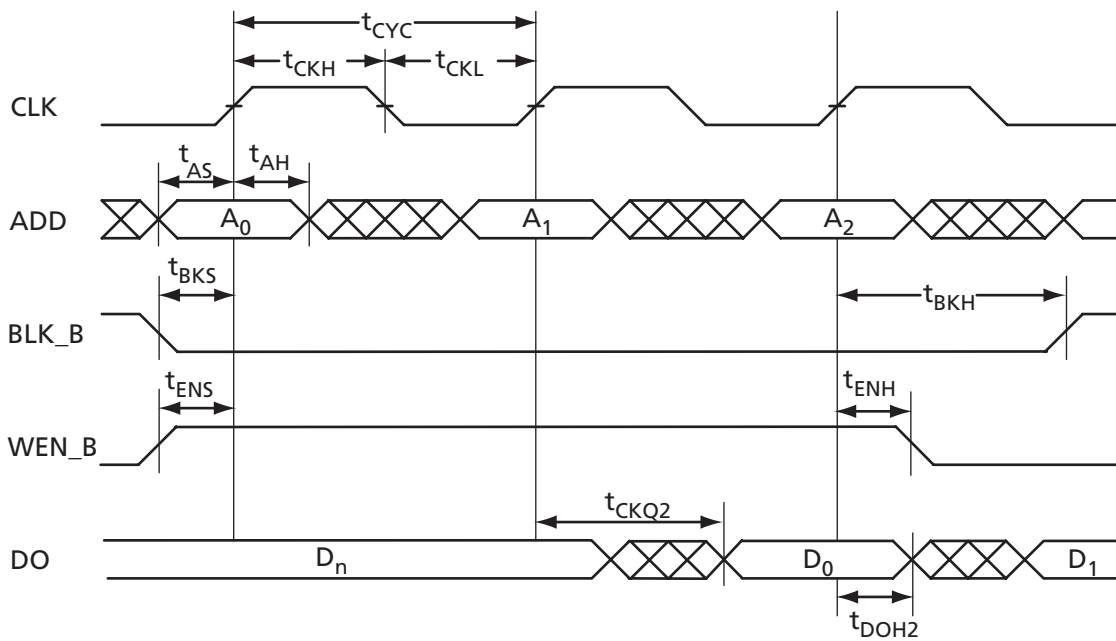 tCYC
tCKH
tCKL
CLK
tAS
tAH
ADD
A0
A1
A2
tBKS
tBKH
BLK_B
tENS
tENH
WEN_B
tCKQ2
DO
Dn
D0
D1
tDOH2